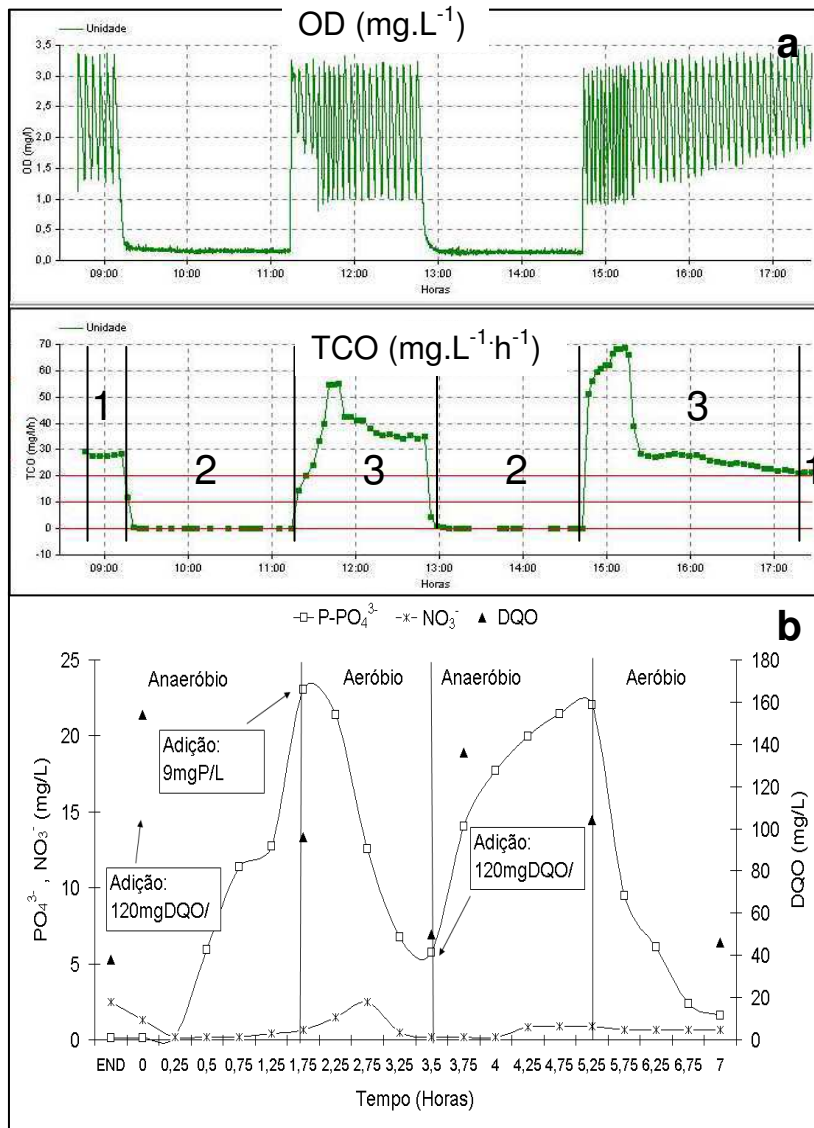 OD (mg.L-1)
Unidade
a
3,5
3,0
2,5
2,0
1,5
1,0
0,5
0,0
OD (mg/l)
09:00 10:00 11:00 12:00 13:00 14:00 15:00 16:00 17:00
Horas
Unidade
TCO (mg.L-1.h-1)
70
60
50
40
30
20
10
0
-10
TCO (mg/l/h)
1 2 3 2 3 1
09:00 10:00 11:00 12:00 13:00 14:00 15:00 16:00 17:00
Horas
P-PO43- NO3- DQO
b
25
20
15
10
5
0
PO43-, NO3- (mg/L)
180
160
140
120
100
80
60
40
20
0
DQO (mg/L)
Anaeróbio Aeróbio Anaeróbio Aeróbio
Adição:
9mgP/L
Adição:
120mgDQO/
Adição:
120mgDQO/
END 0 0,25 0,5 0,75 1,25 1,75 2,25 2,75 3,25 3,5 3,75 4 4,25 4,75 5,25 5,75 6,25 6,75 7
Tempo (Horas)